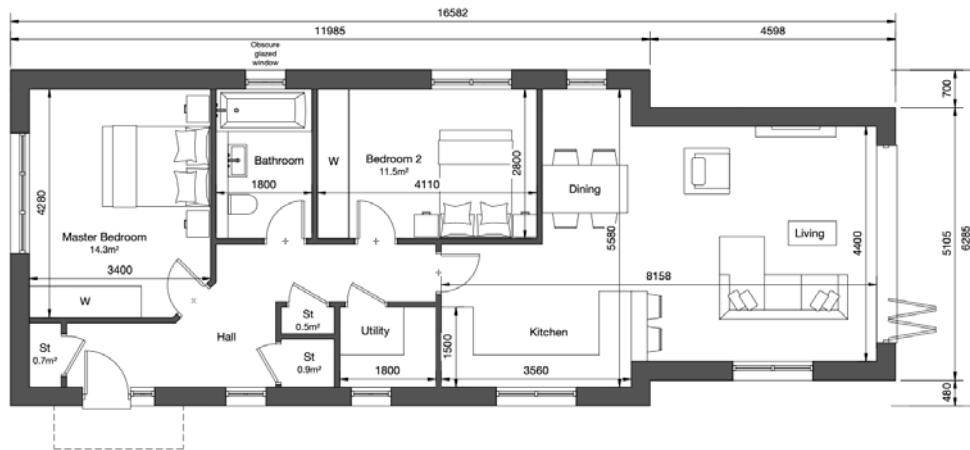 16582
11985
4598
Obscure
glazed
window
700
Bathroom
1800
W
Bedroom 2
11.5m²
4110
2800
Dining
4280
Master Bedroom
14.3m²
3400
W
5580
8158
Living
4400
5105
6285
Hall
St
0.7m²
St
0.5m²
St
0.9m²
Utility
1800
Kitchen
1500
3560
480